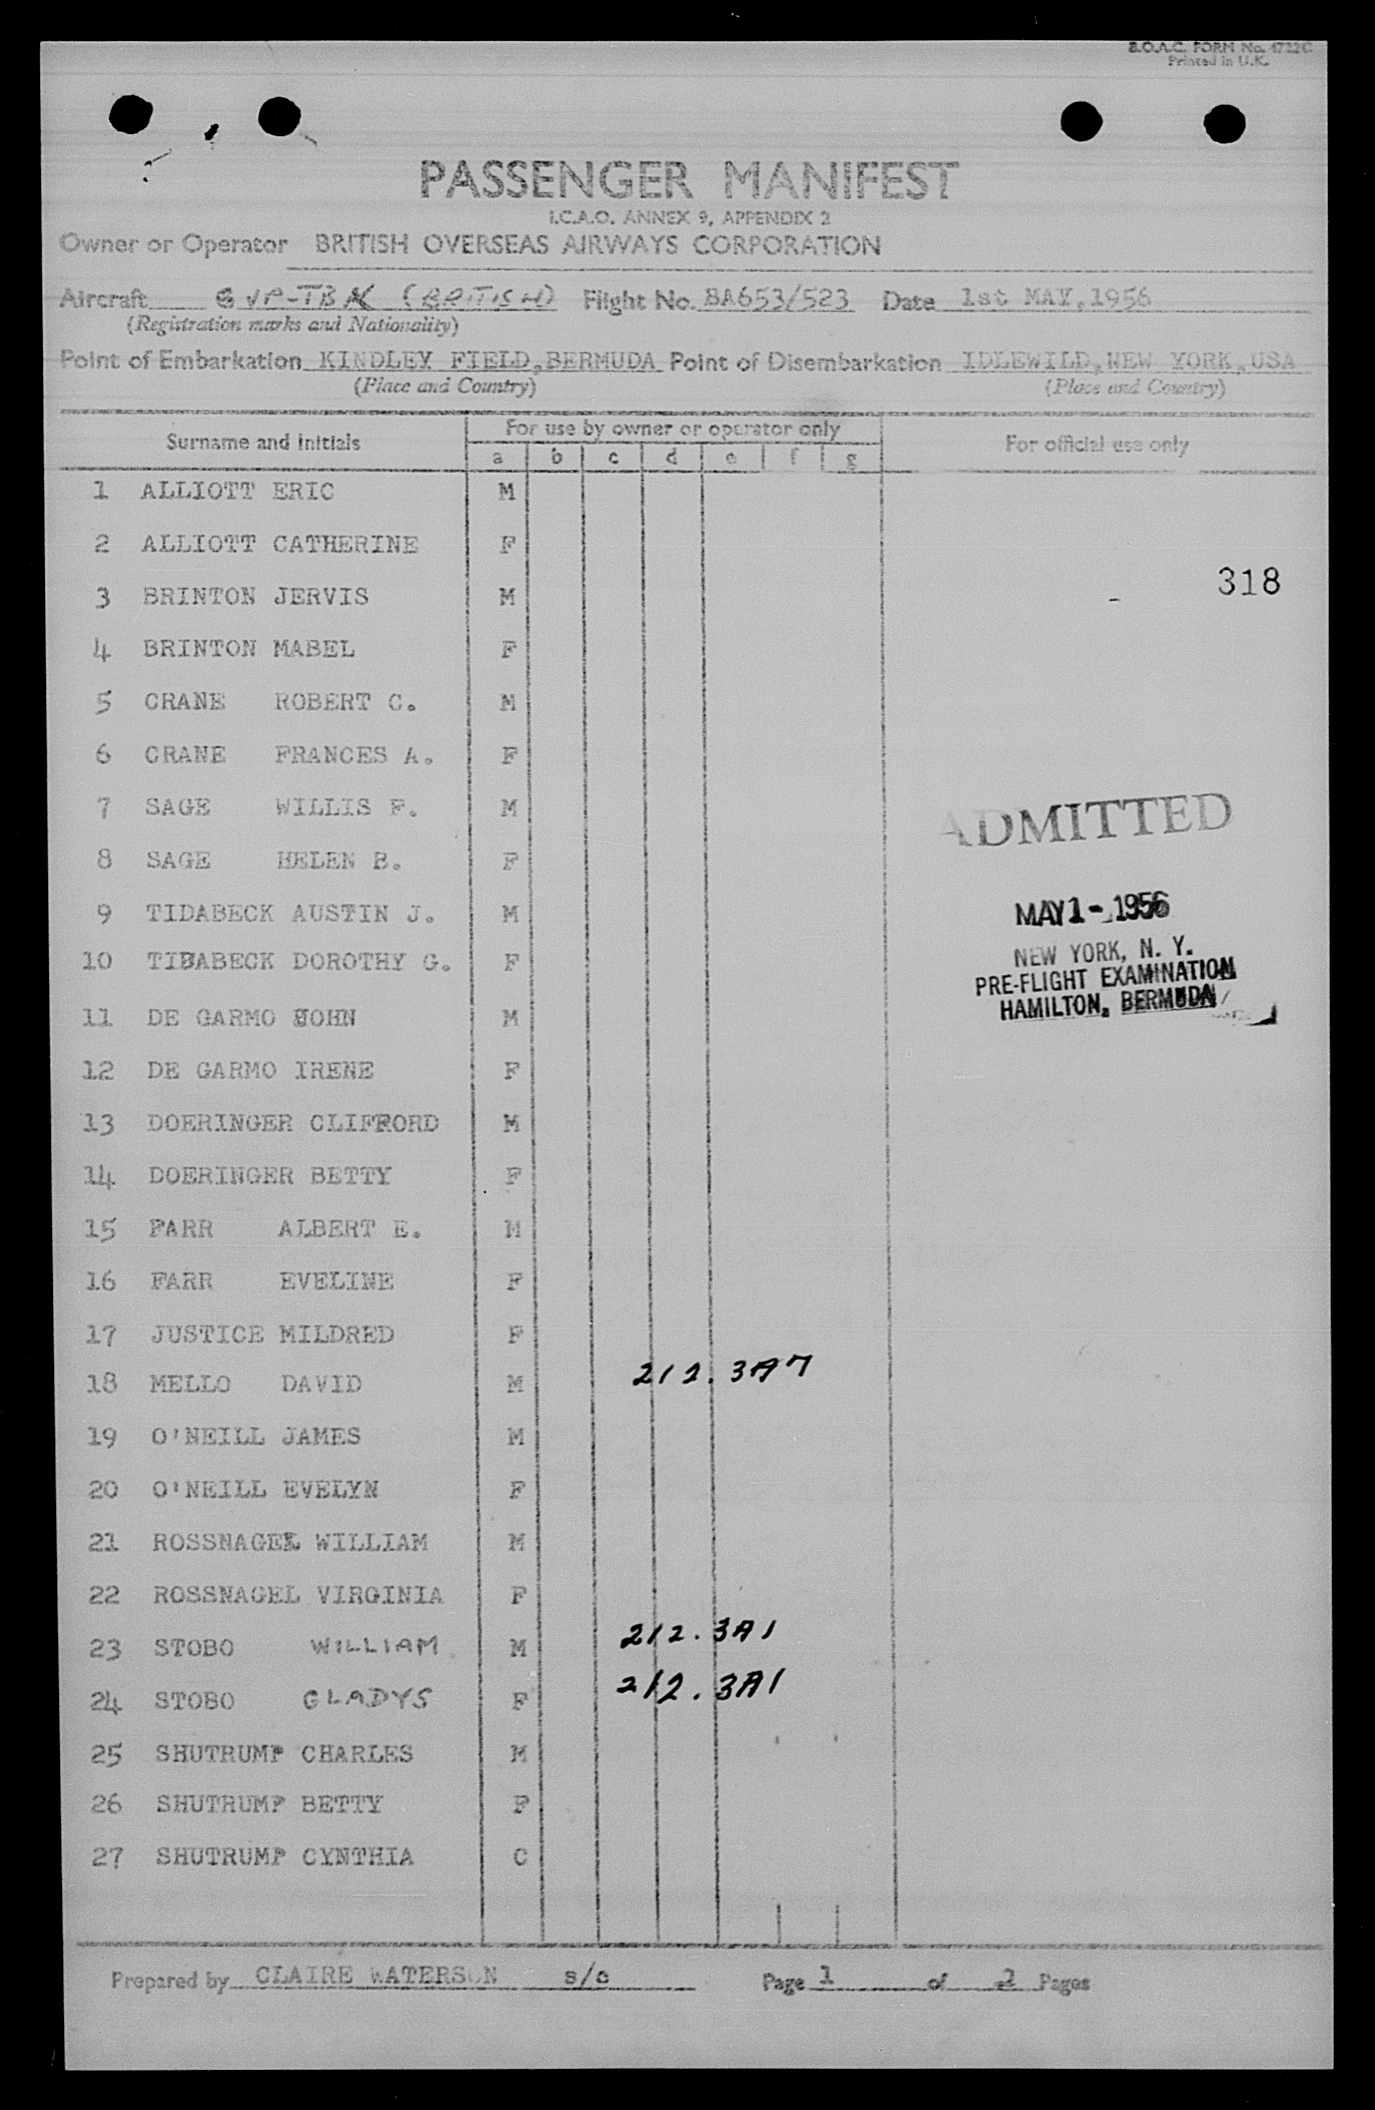 B.O.A.C. FORM No. 4722C
Printed in U.K.
PASSENGER MANIFEST
I.C.A.O. ANNEX 9, APPENDIX 2
Owner or Operator BRITISH OVERSEAS AIRWAYS CORPORATION
Aircraft VP-TBK (BRITISH) Flight No. BA653/523 Date 1st MAY, 1956
(Registration marks and Nationality)
Point of Embarkation KINDLEY FIELD, BERMUDA Point of Disembarkation IDLEWILD, NEW YORK, USA
(Place and Country) (Place and Country)
Surname and initials For use by owner or operator only For official use only
a b c d e f g
1 ALLIOTT ERIC M
2 ALLIOTT CATHERINE F
318
3 BRINTON JERVIS M
4 BRINTON MABEL F
5 CRANE ROBERT C. M
6 CRANE FRANCES A. F
7 SAGE WILLIS F. M
ADMITTED
8 SAGE HELEN B. F
9 TIDABECK AUSTIN J. M
MAY 1 - 1956
NEW YORK, N. Y.
10 TIDABECK DOROTHY G. F
PRE-FLIGHT EXAMINATION
HAMILTON, BERMUDA
11 DE GARMO JOHN M
12 DE GARMO IRENE F
13 DOERINGER CLIFFORD M
14 DOERINGER BETTY F
15 FARR ALBERT E. M
16 FARR EVELINE F
17 JUSTICE MILDRED F
18 MELLO DAVID M 212.3A7
19 O'NEILL JAMES M
20 O'NEILL EVELYN F
21 ROSSNAGEL WILLIAM M
22 ROSSNAGEL VIRGINIA F
23 STOBO WILLIAM M 212.3A1
24 STOBO GLADYS F 212.3A1
25 SHUTRUMP CHARLES M
26 SHUTRUMP BETTY F
27 SHUTRUMP CYNTHIA C
Prepared by CLAIRE WATERSON s/c Page 1 of Pages